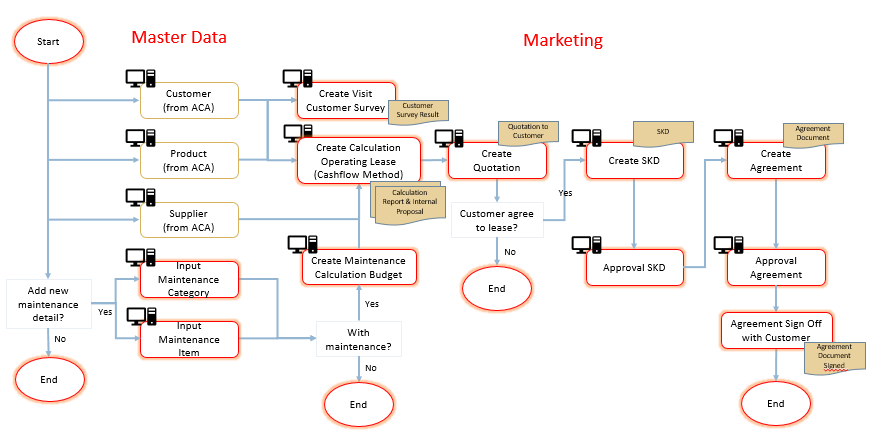 Start
Master Data
Marketing
Customer
(from ACA)
Create Visit
Customer Survey
Customer
Survey Result
Product
(from ACA)
Create Calculation
Operating Lease
(Cashflow Method)
Calculation
Report & Internal
Proposal
Quotation to
Customer
Create
Quotation
SKD
Create SKD
Agreement
Document
Create
Agreement
Supplier
(from ACA)
Customer agree
to lease?
Yes
No
End
Approval SKD
Approval
Agreement
Input
Maintenance
Category
Create Maintenance
Calculation Budget
Add new
maintenance
detail?
Yes
No
End
Input
Maintenance
Item
Yes
With
maintenance?
No
End
Agreement Sign Off
with Customer
Agreement
Document
Signed
End